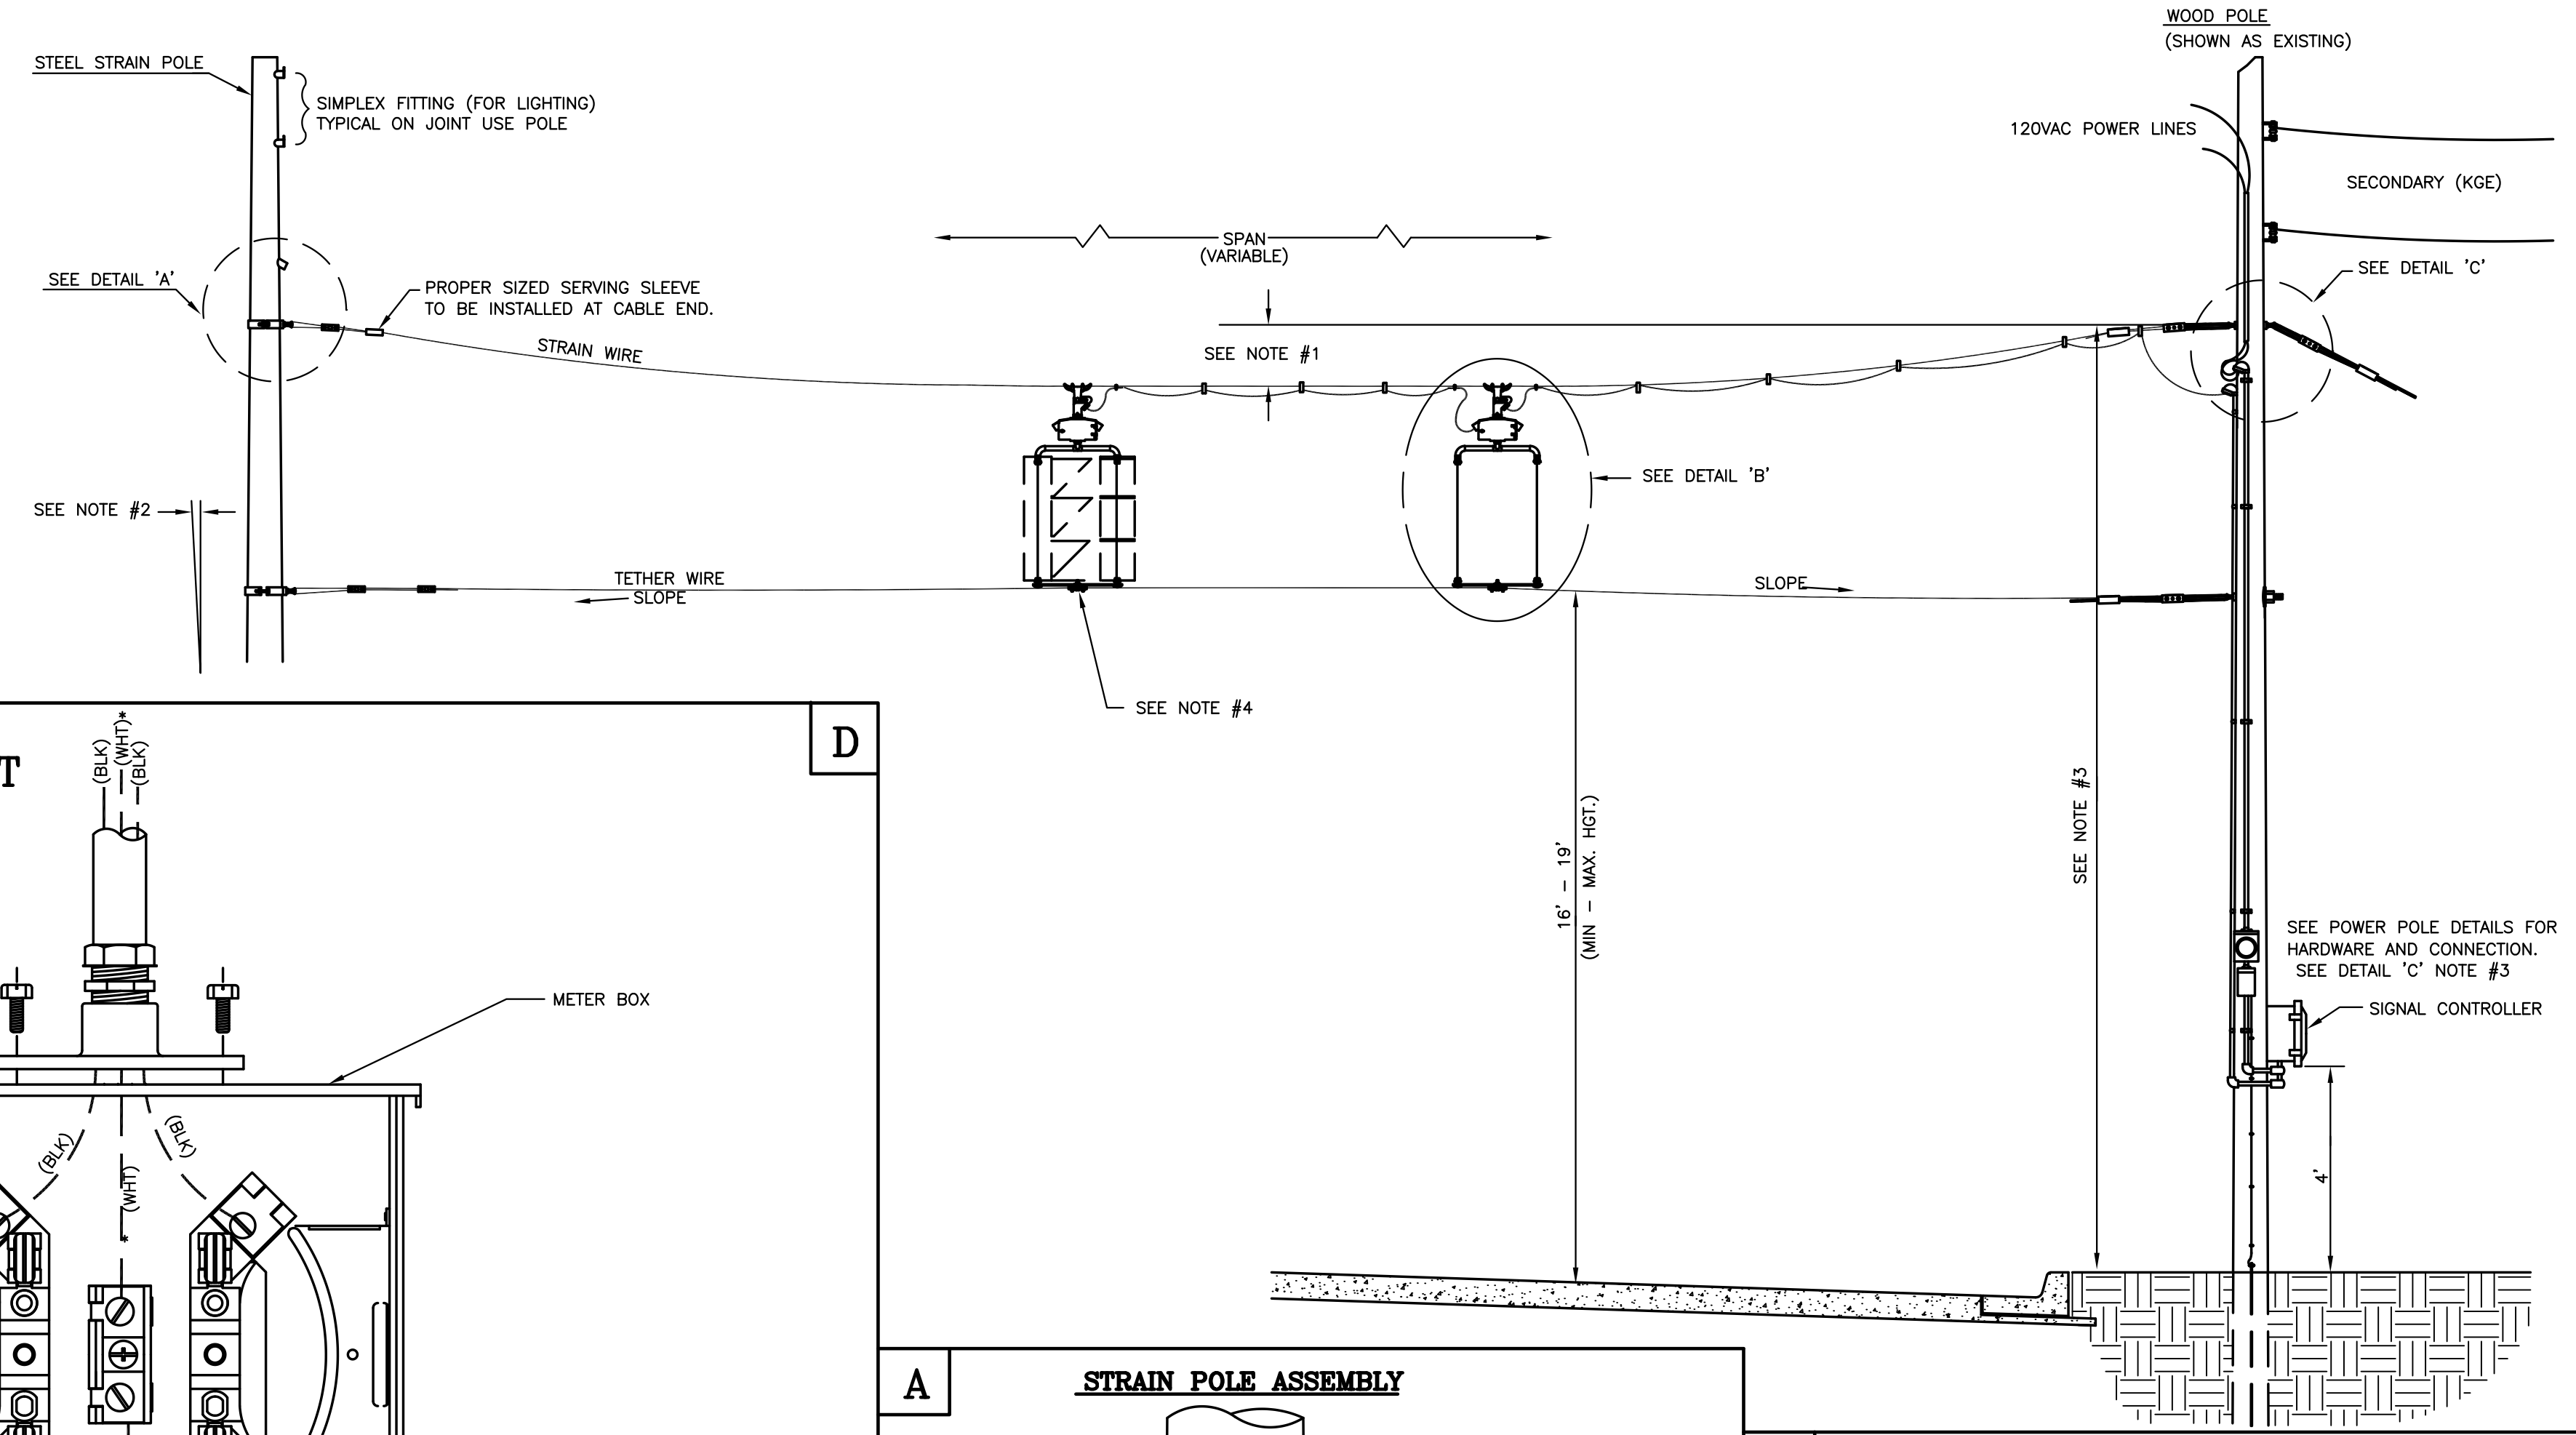 WOOD POLE
(SHOWN AS EXISTING)
STEEL STRAIN POLE
SIMPLEX FITTING (FOR LIGHTING)
TYPICAL ON JOINT USE POLE
120VAC POWER LINES
SECONDARY (KGE)
SPAN
(VARIABLE)
SEE DETAIL 'A'
PROPER SIZED SERVING SLEEVE
TO BE INSTALLED AT CABLE END.
SEE DETAIL 'C'
STRAIN WIRE
SEE NOTE #1
SEE DETAIL 'B'
SEE NOTE #2
TETHER WIRE
SLOPE
SLOPE
SEE NOTE #4
16' - 19'
(MIN - MAX. HGT.)
SEE NOTE #3
SEE POWER POLE DETAILS FOR
HARDWARE AND CONNECTION.
SEE DETAIL 'C' NOTE #3
SIGNAL CONTROLLER
4'
D
T
(BLK)
(WHT)*
(BLK)
METER BOX
(BLK)
(WHT)
*
(BLK)
A
STRAIN POLE ASSEMBLY